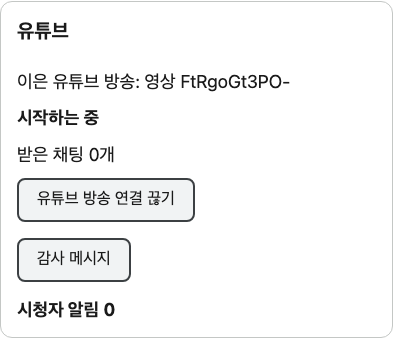 유튜브
이은 유튜브 방송: 영상 FtRgoGt3PO-
시작하는 중
받은 채팅 0개
유튜브 방송 연결 끊기
감사 메시지
시청자 알림 0